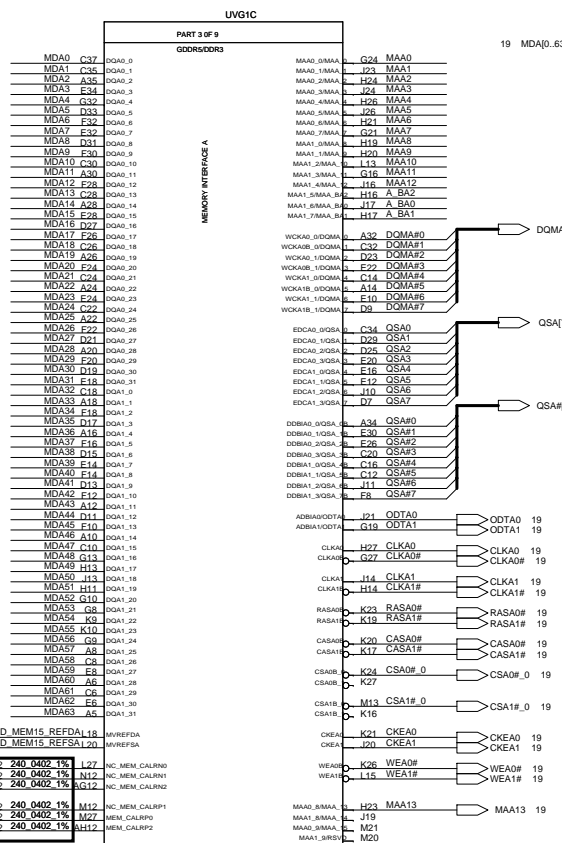 UVG1C
PART 3 0F 9
GDDR5/DDR3
19 MDA[0..63
MEMORY INTERFACE A
MDA0 C37 DQA0_0 MAA0_0/MAA_0 G24 MAA0
MDA1 C35 DQA0_1 MAA0_1/MAA_1 J23 MAA1
MDA2 A35 DQA0_2 MAA0_2/MAA_2 H24 MAA2
MDA3 E34 DQA0_3 MAA0_3/MAA_3 J24 MAA3
MDA4 G32 DQA0_4 MAA0_4/MAA_4 H26 MAA4
MDA5 D33 DQA0_5 MAA0_5/MAA_5 J26 MAA5
MDA6 F32 DQA0_6 MAA0_6/MAA_6 H21 MAA6
MDA7 E32 DQA0_7 MAA0_7/MAA_7 G21 MAA7
MDA8 D31 DQA0_8 MAA1_0/MAA_8 H19 MAA8
MDA9 F30 DQA0_9 MAA1_1/MAA_9 H20 MAA9
MDA10 C30 DQA0_10 MAA1_2/MAA_10 L13 MAA10
MDA11 A30 DQA0_11 MAA1_3/MAA_11 G16 MAA11
MDA12 F28 DQA0_12 MAA1_4/MAA_12 J16 MAA12
MDA13 C28 DQA0_13 MAA1_5/MAA_BA2 H16 A_BA2
MDA14 A28 DQA0_14 MAA1_6/MAA_BA0 J17 A_BA0
MDA15 E28 DQA0_15 MAA1_7/MAA_BA1 H17 A_BA1
MDA16 D27 DQA0_16
MDA17 F26 DQA0_17 WCKA0_0/DQMA_0 A32 DQMA#0 DQMA
MDA18 C26 DQA0_18 WCKA0B_0/DQMA_1 C32 DQMA#1
MDA19 A26 DQA0_19 WCKA0_1/DQMA_2 D23 DQMA#2
MDA20 F24 DQA0_20 WCKA0B_1/DQMA_3 E22 DQMA#3
MDA21 C24 DQA0_21 WCKA1_0/DQMA_4 C14 DQMA#4
MDA22 A24 DQA0_22 WCKA1B_0/DQMA_5 A14 DQMA#5
MDA23 E24 DQA0_23 WCKA1_1/DQMA_6 E10 DQMA#6
MDA24 C22 DQA0_24 WCKA1B_1/DQMA_7 D9 DQMA#7
MDA25 A22 DQA0_25
MDA26 F22 DQA0_26 EDCA0_0/QSA_0 C34 QSA0 QSA[
MDA27 D21 DQA0_27 EDCA0_1/QSA_1 D29 QSA1
MDA28 A20 DQA0_28 EDCA0_2/QSA_2 D25 QSA2
MDA29 F20 DQA0_29 EDCA0_3/QSA_3 E20 QSA3
MDA30 D19 DQA0_30 EDCA1_0/QSA_4 E16 QSA4
MDA31 E18 DQA0_31 EDCA1_1/QSA_5 E12 QSA5
MDA32 C18 DQA1_0 EDCA1_2/QSA_6 J10 QSA6
MDA33 A18 DQA1_1 EDCA1_3/QSA_7 D7 QSA7
MDA34 F18 DQA1_2
MDA35 D17 DQA1_3 DDBIA0_0/QSA_0B A34 QSA#0 QSA#
MDA36 A16 DQA1_4 DDBIA0_1/QSA_1B E30 QSA#1
MDA37 F16 DQA1_5 DDBIA0_2/QSA_2B E26 QSA#2
MDA38 D15 DQA1_6 DDBIA0_3/QSA_3B C20 QSA#3
MDA39 E14 DQA1_7 DDBIA1_0/QSA_4B C16 QSA#4
MDA40 F14 DQA1_8 DDBIA1_1/QSA_5B C12 QSA#5
MDA41 D13 DQA1_9 DDBIA1_2/QSA_6B J11 QSA#6
MDA42 F12 DQA1_10 DDBIA1_3/QSA_7B F8 QSA#7
MDA43 A12 DQA1_11
MDA44 D11 DQA1_12 ADBIA0/ODTA0 J21 ODTA0 ODTA0 19
MDA45 F10 DQA1_13 ADBIA1/ODTA1 G19 ODTA1 ODTA1 19
MDA46 A10 DQA1_14
MDA47 C10 DQA1_15 CLKA0 H27 CLKA0 CLKA0 19
MDA48 G13 DQA1_16 CLKA0B G27 CLKA0# CLKA0# 19
MDA49 H13 DQA1_17
MDA50 J13 DQA1_18 CLKA1 J14 CLKA1 CLKA1 19
MDA51 H11 DQA1_19 CLKA1B H14 CLKA1# CLKA1# 19
MDA52 G10 DQA1_20
MDA53 G8 DQA1_21 RASA0B K23 RASA0# RASA0# 19
MDA54 K9 DQA1_22 RASA1B K19 RASA1# RASA1# 19
MDA55 K10 DQA1_23
MDA56 G9 DQA1_24 CASA0B K20 CASA0# CASA0# 19
MDA57 A8 DQA1_25 CASA1B K17 CASA1# CASA1# 19
MDA58 C8 DQA1_26
MDA59 E8 DQA1_27 CSA0B_ K24 CSA0#_0 CSA0#_0 19
MDA60 A6 DQA1_28 CSA0B_ K27
MDA61 C6 DQA1_29
MDA62 E6 DQA1_30 CSA1B_ M13 CSA1#_0 CSA1#_0 19
MDA63 A5 DQA1_31 CSA1B_ K16
D_MEM15_REFDA L18 MVREFDA CKEA0 K21 CKEA0 CKEA0 19
D_MEM15_REFSA L20 MVREFSA CKEA1 J20 CKEA1 CKEA1 19
2 240_0402_1% L27 NC_MEM_CALRN0 WEA0B K26 WEA0# WEA0# 19
2 240_0402_1% N12 NC_MEM_CALRN1 WEA1B L15 WEA1# WEA1# 19
2 240_0402_1% AG12 NC_MEM_CALRN2
2 240_0402_1% M12 NC_MEM_CALRP1 MAA0_8/MAA_13 H23 MAA13 MAA13 19
2 240_0402_1% M27 MEM_CALRP0 MAA1_8/MAA_14 J19
2 240_0402_1% AH12 MEM_CALRP2 MAA0_9/MAA_15 M21
MAA1_9/RSVD M20